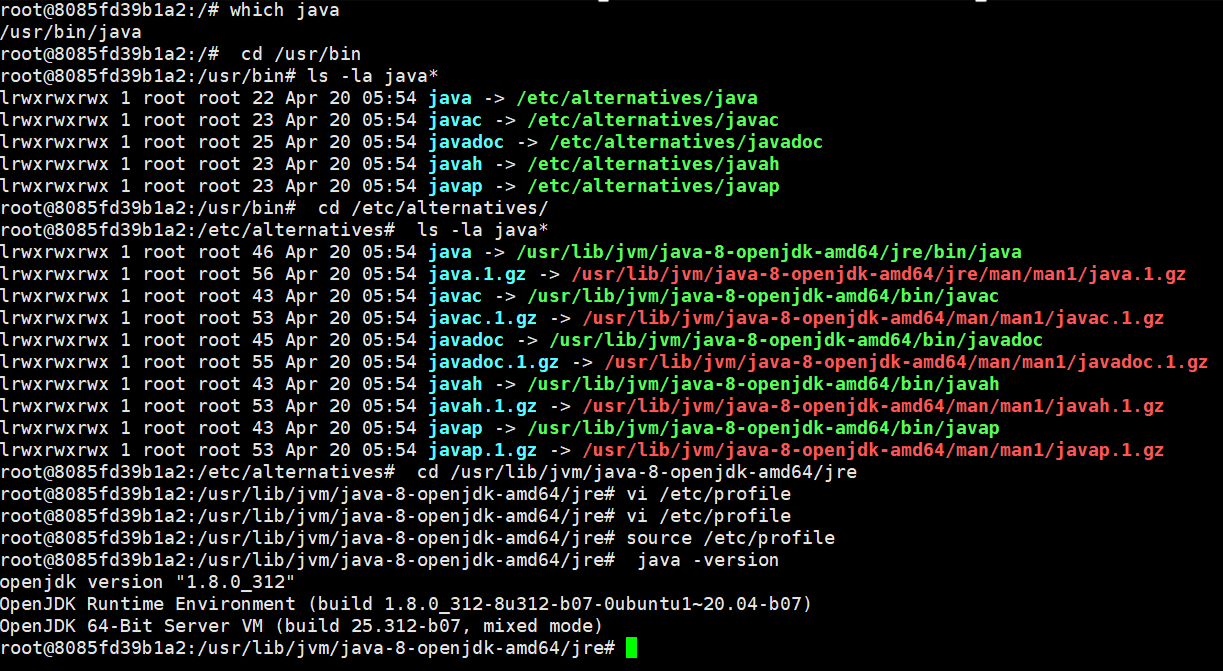 root@8085fd39b1a2:/# which java
/usr/bin/java
root@8085fd39b1a2:/#  cd /usr/bin
root@8085fd39b1a2:/usr/bin# ls -la java*
lrwxrwxrwx 1 root root 22 Apr 20 05:54 java -> /etc/alternatives/java
lrwxrwxrwx 1 root root 23 Apr 20 05:54 javac -> /etc/alternatives/javac
lrwxrwxrwx 1 root root 25 Apr 20 05:54 javadoc -> /etc/alternatives/javadoc
lrwxrwxrwx 1 root root 23 Apr 20 05:54 javah -> /etc/alternatives/javah
lrwxrwxrwx 1 root root 23 Apr 20 05:54 javap -> /etc/alternatives/javap
root@8085fd39b1a2:/usr/bin#  cd /etc/alternatives/
root@8085fd39b1a2:/etc/alternatives#  ls -la java*
lrwxrwxrwx 1 root root 46 Apr 20 05:54 java -> /usr/lib/jvm/java-8-openjdk-amd64/jre/bin/java
lrwxrwxrwx 1 root root 56 Apr 20 05:54 java.1.gz -> /usr/lib/jvm/java-8-openjdk-amd64/jre/man/man1/java.1.gz
lrwxrwxrwx 1 root root 43 Apr 20 05:54 javac -> /usr/lib/jvm/java-8-openjdk-amd64/bin/javac
lrwxrwxrwx 1 root root 53 Apr 20 05:54 javac.1.gz -> /usr/lib/jvm/java-8-openjdk-amd64/man/man1/javac.1.gz
lrwxrwxrwx 1 root root 45 Apr 20 05:54 javadoc -> /usr/lib/jvm/java-8-openjdk-amd64/bin/javadoc
lrwxrwxrwx 1 root root 55 Apr 20 05:54 javadoc.1.gz -> /usr/lib/jvm/java-8-openjdk-amd64/man/man1/javadoc.1.gz
lrwxrwxrwx 1 root root 43 Apr 20 05:54 javah -> /usr/lib/jvm/java-8-openjdk-amd64/bin/javah
lrwxrwxrwx 1 root root 53 Apr 20 05:54 javah.1.gz -> /usr/lib/jvm/java-8-openjdk-amd64/man/man1/javah.1.gz
lrwxrwxrwx 1 root root 43 Apr 20 05:54 javap -> /usr/lib/jvm/java-8-openjdk-amd64/bin/javap
lrwxrwxrwx 1 root root 53 Apr 20 05:54 javap.1.gz -> /usr/lib/jvm/java-8-openjdk-amd64/man/man1/javap.1.gz
root@8085fd39b1a2:/etc/alternatives#  cd /usr/lib/jvm/java-8-openjdk-amd64/jre
root@8085fd39b1a2:/usr/lib/jvm/java-8-openjdk-amd64/jre# vi /etc/profile
root@8085fd39b1a2:/usr/lib/jvm/java-8-openjdk-amd64/jre# vi /etc/profile
root@8085fd39b1a2:/usr/lib/jvm/java-8-openjdk-amd64/jre# source /etc/profile
root@8085fd39b1a2:/usr/lib/jvm/java-8-openjdk-amd64/jre#  java -version
openjdk version "1.8.0_312"
OpenJDK Runtime Environment (build 1.8.0_312-8u312-b07-0ubuntu1~20.04-b07)
OpenJDK 64-Bit Server VM (build 25.312-b07, mixed mode)
root@8085fd39b1a2:/usr/lib/jvm/java-8-openjdk-amd64/jre#